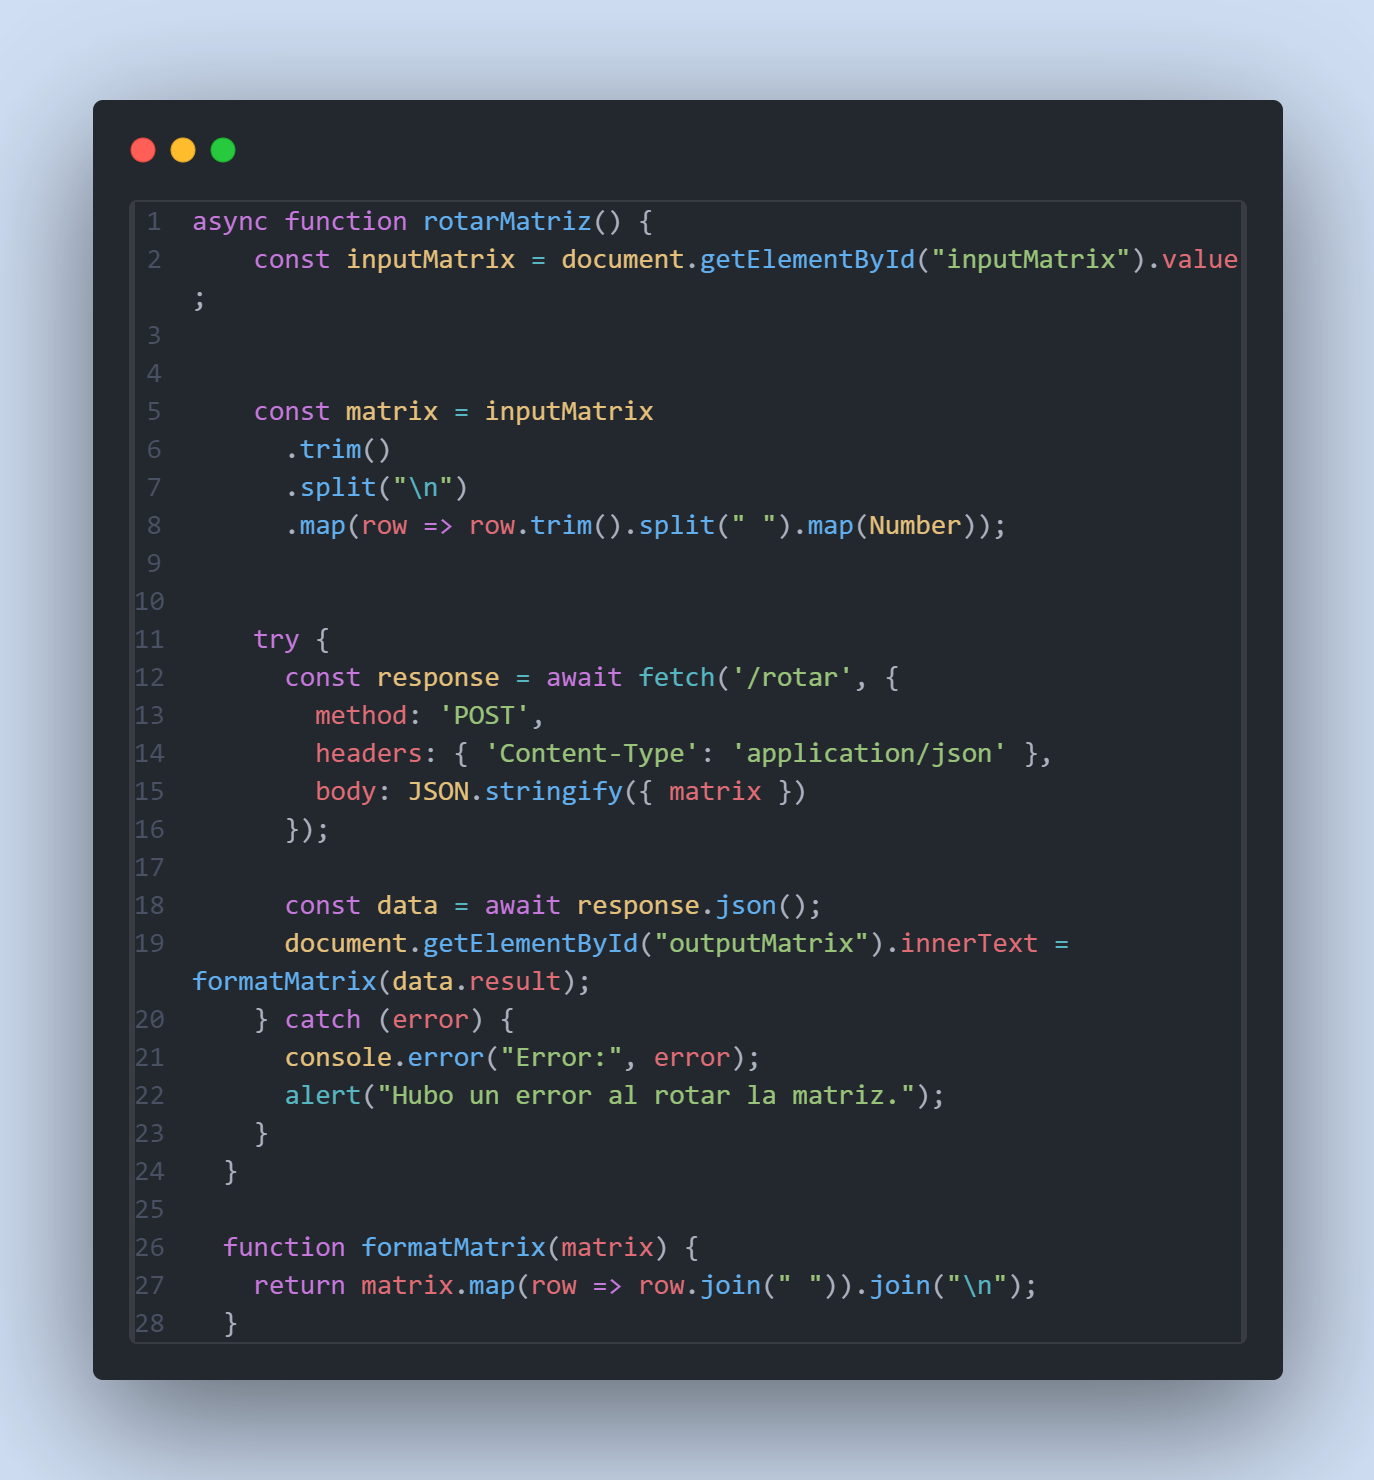 1 async function rotarMatriz() {
2     const inputMatrix = document.getElementById("inputMatrix").value
;
3
4
5     const matrix = inputMatrix
6       .trim()
7       .split("\n")
8       .map(row => row.trim().split(" ").map(Number));
9
10
11     try {
12       const response = await fetch('/rotar', {
13         method: 'POST',
14         headers: { 'Content-Type': 'application/json' },
15         body: JSON.stringify({ matrix })
16       });
17
18       const data = await response.json();
19       document.getElementById("outputMatrix").innerText =
formatMatrix(data.result);
20     } catch (error) {
21       console.error("Error:", error);
22       alert("Hubo un error al rotar la matriz.");
23     }
24   }
25
26   function formatMatrix(matrix) {
27     return matrix.map(row => row.join(" ")).join("\n");
28   }